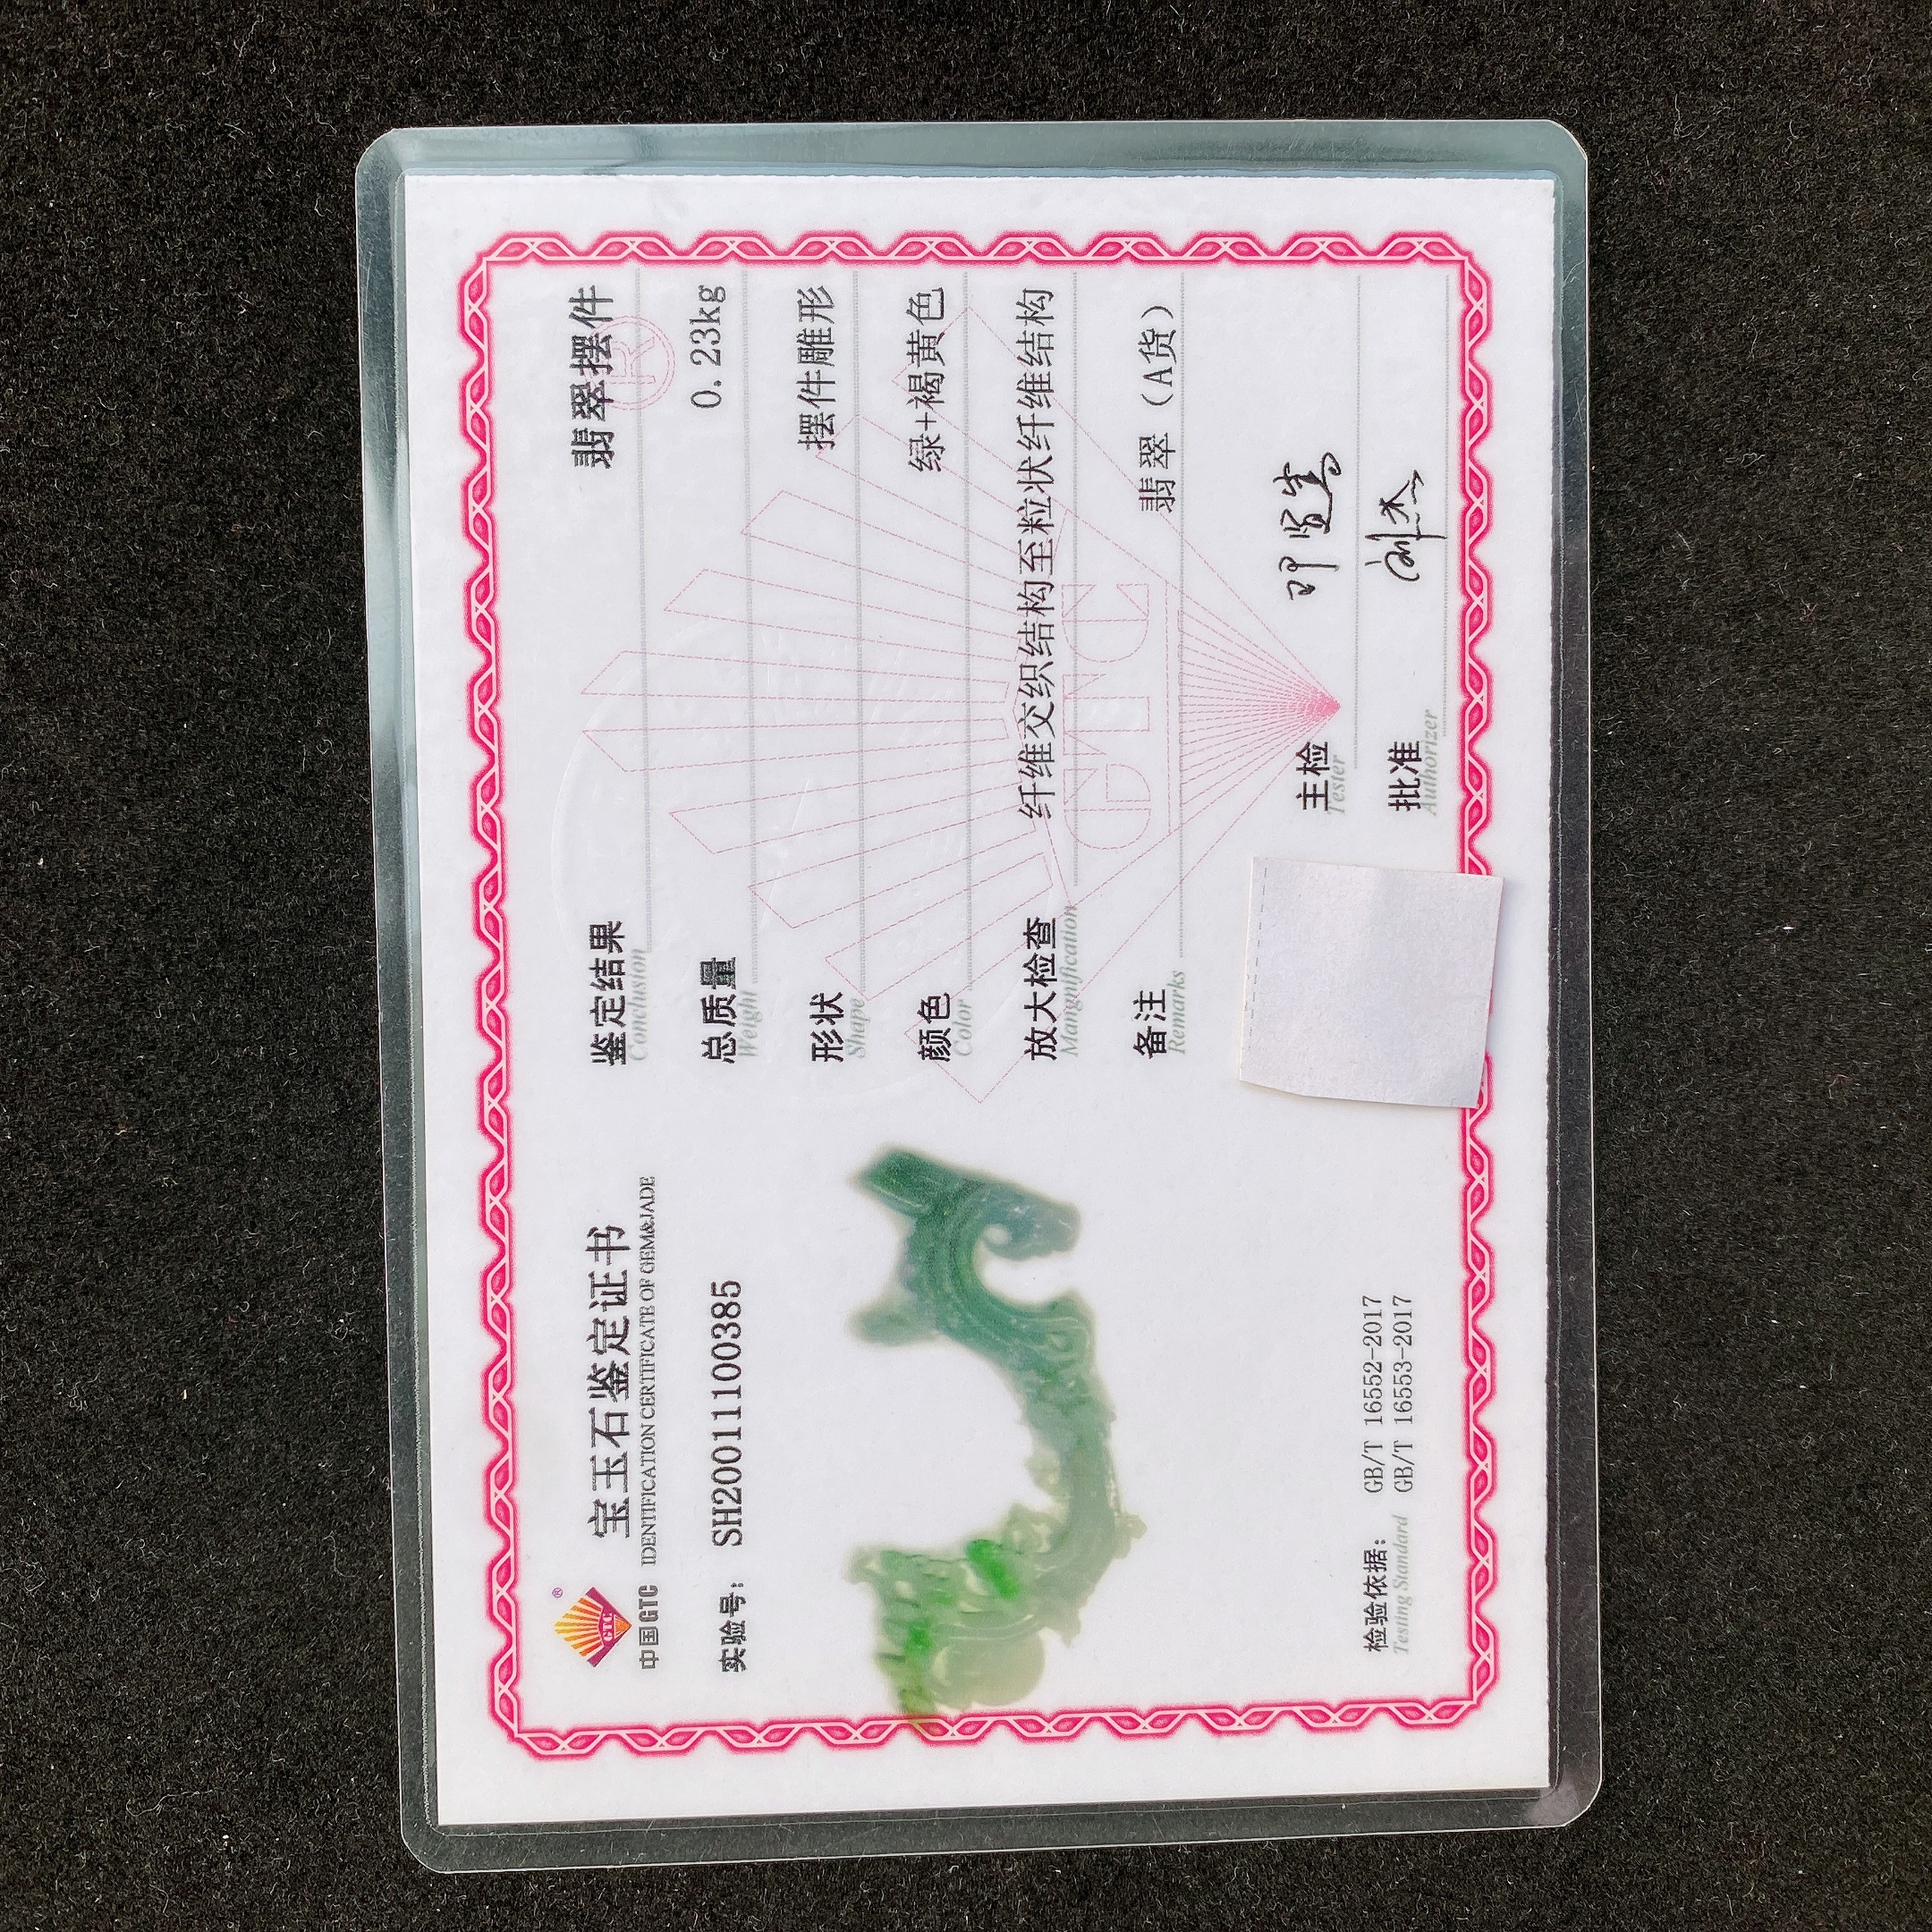 宝玉石鉴定证书
中国GTC IDENTIFICATION CERTIFICATE OF GEM&JADE
GTC
®
实验号: SH200111100385
检验依据: GB/T 16552-2017
Testing Standard GB/T 16553-2017
鉴定结果 翡翠摆件
Conclusion
总质量 0.23kg
Weight
形状 摆件雕形
Shape
颜色 绿+褐黄色
Color
放大检查 纤维交织结构至粒状纤维结构
Mangnification
备注 翡翠(A货)
Remarks
主检
Tester
批准
Authorizer